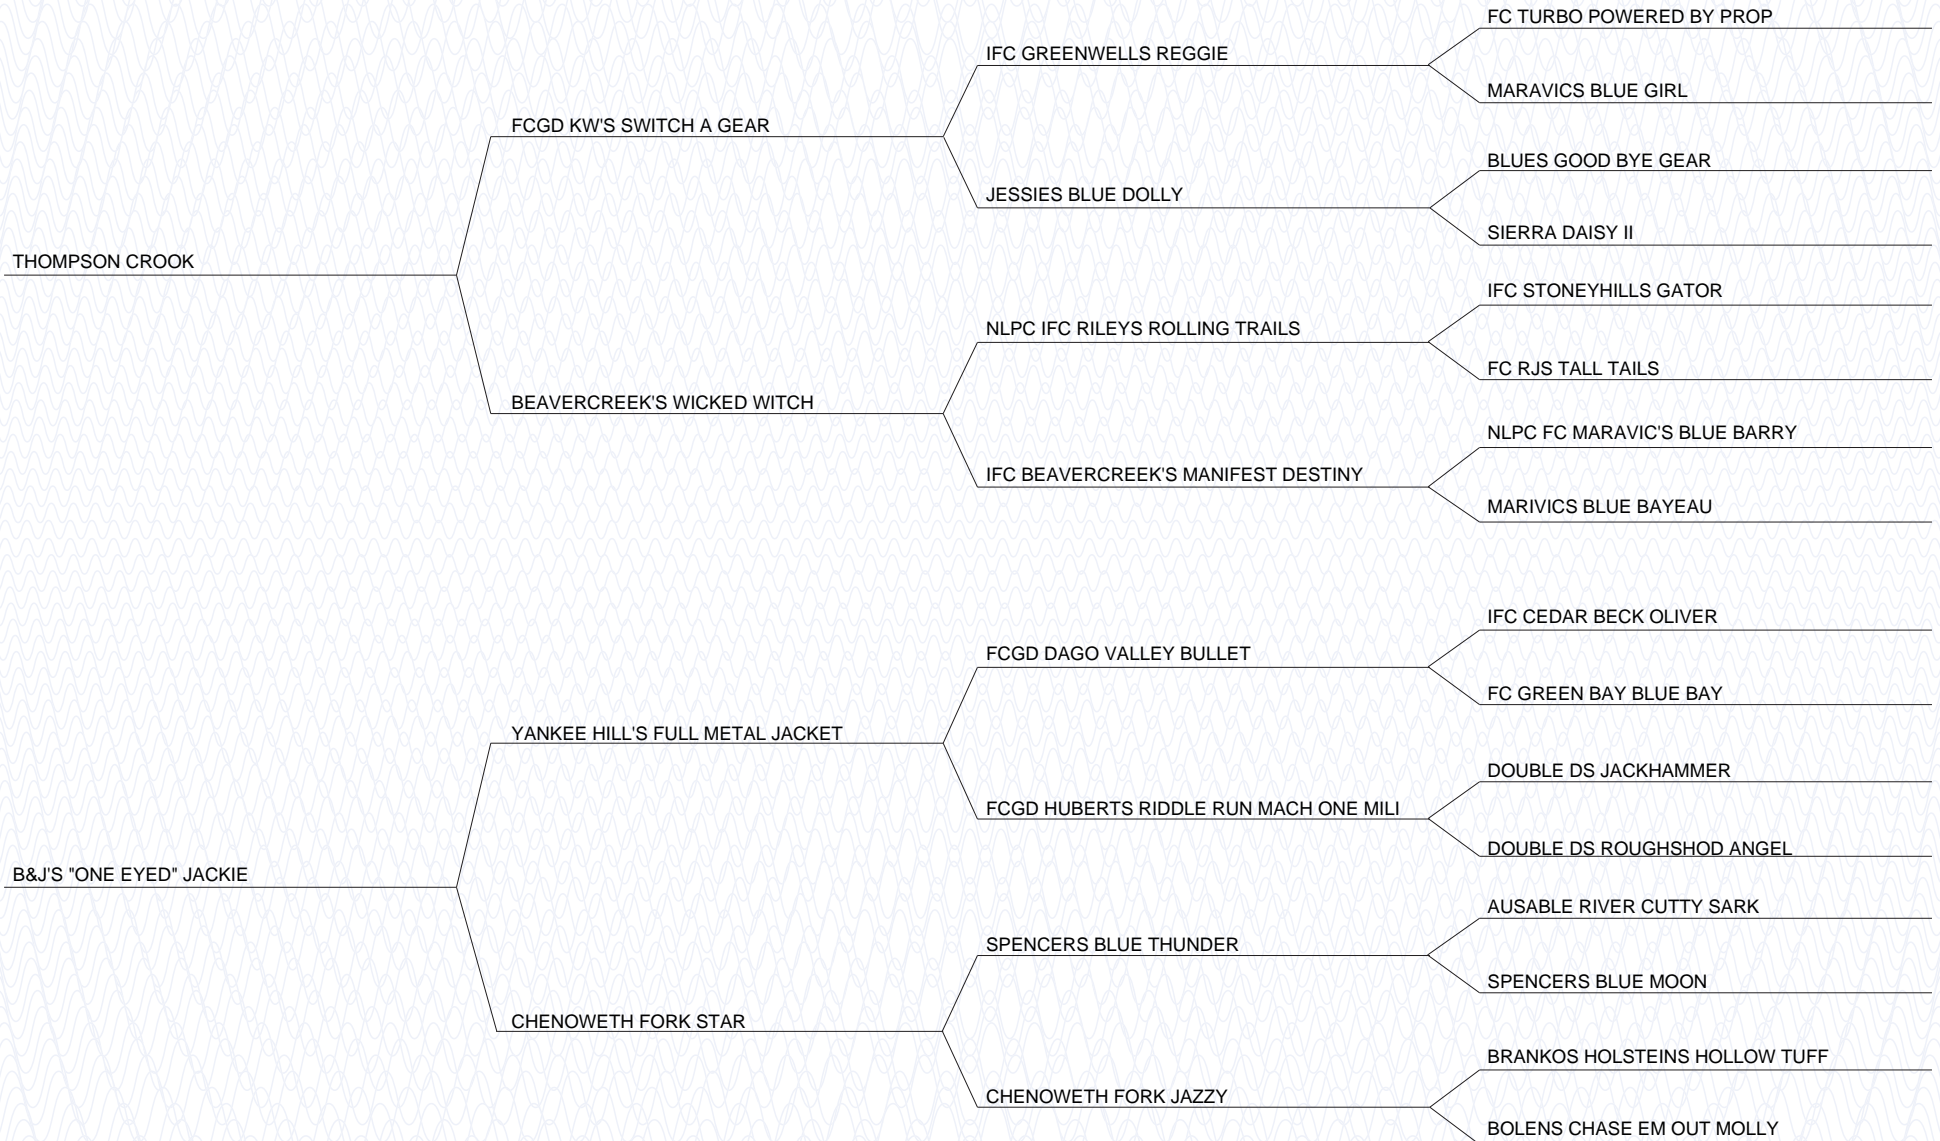 FC TURBO POWERED BY PROP
IFC GREENWELLS REGGIE
MARAVICS BLUE GIRL
FCGD KW'S SWITCH A GEAR
BLUES GOOD BYE GEAR
JESSIES BLUE DOLLY
SIERRA DAISY II
THOMPSON CROOK
IFC STONEYHILLS GATOR
NLPC IFC RILEYS ROLLING TRAILS
FC RJS TALL TAILS
BEAVERCREEK'S WICKED WITCH
NLPC FC MARAVIC'S BLUE BARRY
IFC BEAVERCREEK'S MANIFEST DESTINY
MARIVICS BLUE BAYEAU
IFC CEDAR BECK OLIVER
FCGD DAGO VALLEY BULLET
FC GREEN BAY BLUE BAY
YANKEE HILL'S FULL METAL JACKET
DOUBLE DS JACKHAMMER
FCGD HUBERTS RIDDLE RUN MACH ONE MILI
DOUBLE DS ROUGHSHOD ANGEL
B&J'S "ONE EYED" JACKIE
AUSABLE RIVER CUTTY SARK
SPENCERS BLUE THUNDER
SPENCERS BLUE MOON
CHENOWETH FORK STAR
BRANKOS HOLSTEINS HOLLOW TUFF
CHENOWETH FORK JAZZY
BOLENS CHASE EM OUT MOLLY